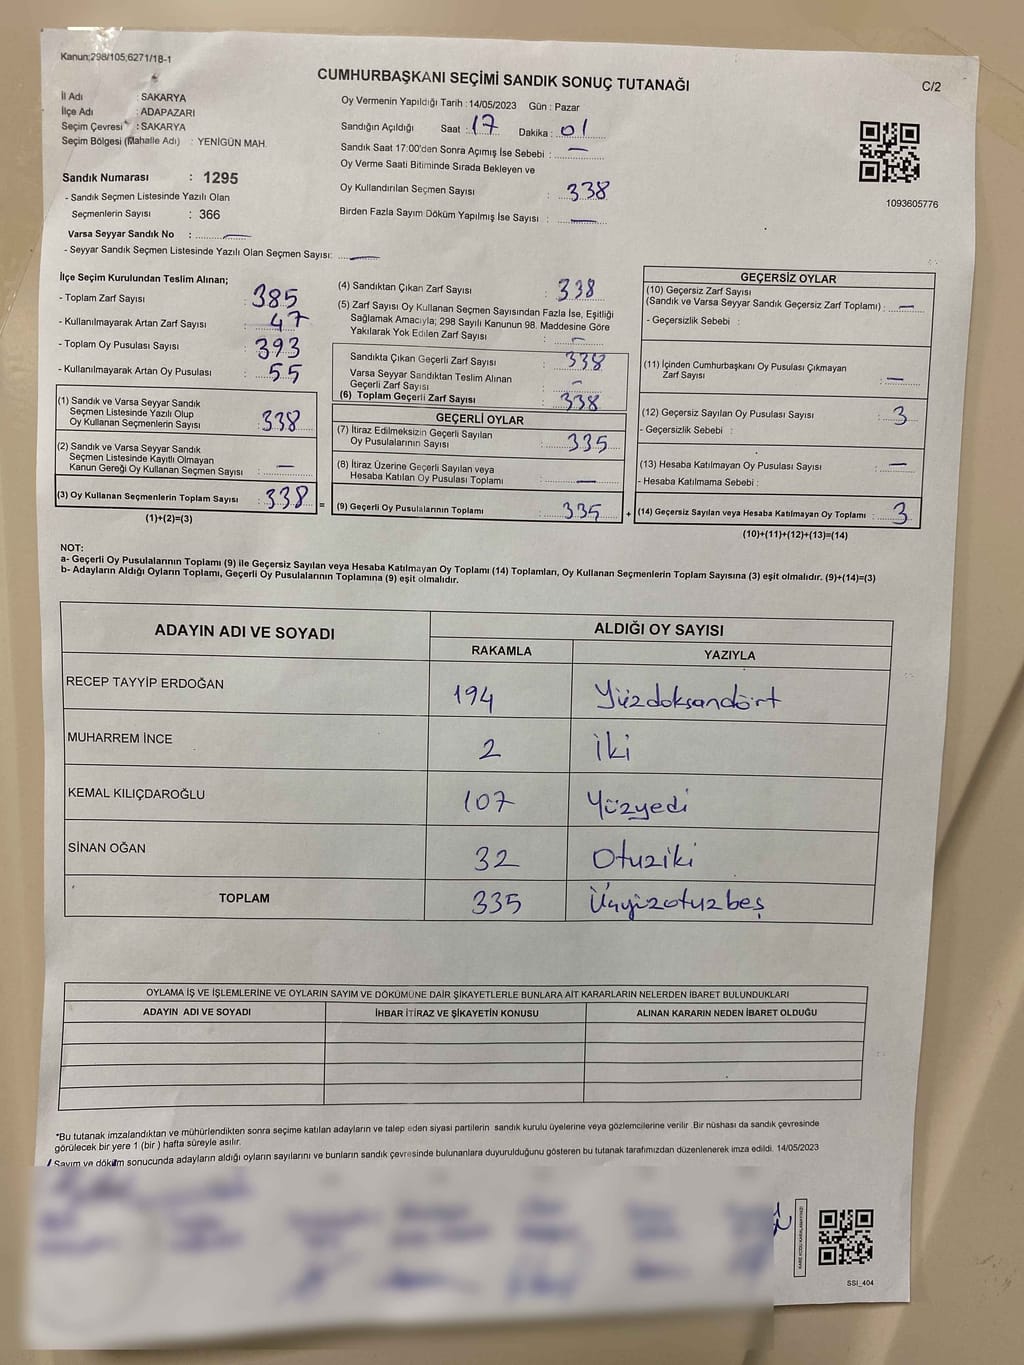 Kanun;298/105;6271/18-1
CUMHURBAŞKANI SEÇİMİ SANDIK SONUÇ TUTANAĞI
C/2
İl Adı SAKARYA
İlçe Adı : ADAPAZARI
Seçim Çevresi : SAKARYA
Seçim Bölgesi (Mahalle Adı) : YENİGÜN MAH.
Sandık Numarası : 1295
- Sandık Seçmen Listesinde Yazılı Olan
Seçmenlerin Sayısı : 366
Varsa Seyyar Sandık No : —
- Seyyar Sandık Seçmen Listesinde Yazılı Olan Seçmen Sayısı: —
Oy Vermenin Yapıldığı Tarih : 14/05/2023 Gün : Pazar
Sandığın Açıldığı Saat : 17 Dakika : 01
Sandık Saat 17:00'den Sonra Açımış İse Sebebi : —
Oy Verme Saati Bitiminde Sırada Bekleyen ve
Oy Kullandırılan Seçmen Sayısı : 338
Birden Fazla Sayım Döküm Yapılmış İse Sayısı : —
1093605776
İlçe Seçim Kurulundan Teslim Alınan;
- Toplam Zarf Sayısı : 385
- Kullanılmayarak Artan Zarf Sayısı : 47
- Toplam Oy Pusulası Sayısı : 393
- Kullanılmayarak Artan Oy Pusulası : 55
(1) Sandık ve Varsa Seyyar Sandık
Seçmen Listesinde Yazılı Olup
Oy Kullanan Seçmenlerin Sayısı : 338
(2) Sandık ve Varsa Seyyar Sandık
Seçmen Listesinde Kayıtlı Olmayan
Kanun Gereği Oy Kullanan Seçmen Sayısı : —
(3) Oy Kullanan Seçmenlerin Toplam Sayısı : 338 =
(1)+(2)=(3)
(4) Sandıktan Çıkan Zarf Sayısı : 338
(5) Zarf Sayısı Oy Kullanan Seçmen Sayısından Fazla İse, Eşitliği
Sağlamak Amacıyla; 298 Sayılı Kanunun 98. Maddesine Göre
Yakılarak Yok Edilen Zarf Sayısı : —
Sandıkta Çıkan Geçerli Zarf Sayısı : 338
Varsa Seyyar Sandıktan Teslim Alınan
Geçerli Zarf Sayısı : —
(6) Toplam Geçerli Zarf Sayısı : 338
GEÇERLİ OYLAR
(7) İtiraz Edilmeksizin Geçerli Sayılan
Oy Pusulalarının Sayısı : 335
(8) İtiraz Üzerine Geçerli Sayılan veya
Hesaba Katılan Oy Pusulası Toplamı : —
(9) Geçerli Oy Pusulalarının Toplamı : 335 +
GEÇERSİZ OYLAR
(10) Geçersiz Zarf Sayısı
(Sandık ve Varsa Seyyar Sandık Geçersiz Zarf Toplamı) : —
- Geçersizlik Sebebi :
(11) İçinden Cumhurbaşkanı Oy Pusulası Çıkmayan
Zarf Sayısı : —
(12) Geçersiz Sayılan Oy Pusulası Sayısı : 3
- Geçersizlik Sebebi :
(13) Hesaba Katılmayan Oy Pusulası Sayısı : —
- Hesaba Katılmama Sebebi :
(14) Geçersiz Sayılan veya Hesaba Katılmayan Oy Toplamı : 3
(10)+(11)+(12)+(13)=(14)
NOT:
a- Geçerli Oy Pusulalarının Toplamı (9) ile Geçersiz Sayılan veya Hesaba Katılmayan Oy Toplamı (14) Toplamları, Oy Kullanan Seçmenlerin Toplam Sayısına (3) eşit olmalıdır. (9)+(14)=(3)
b- Adayların Aldığı Oyların Toplamı, Geçerli Oy Pusulalarının Toplamına (9) eşit olmalıdır.
ADAYIN ADI VE SOYADI ALDIĞI OY SAYISI
RAKAMLA YAZIYLA
RECEP TAYYİP ERDOĞAN 194 Yüzdoksandört
MUHARREM İNCE 2 İki
KEMAL KILIÇDAROĞLU 107 Yüzyedi
SİNAN OĞAN 32 Otuziki
TOPLAM 335 Üçyüzotuzbeş
OYLAMA İŞ VE İŞLEMLERİNE VE OYLARIN SAYIM VE DÖKÜMÜNE DAİR ŞİKAYETLERLE BUNLARA AİT KARARLARIN NELERDEN İBARET BULUNDUKLARI
ADAYIN ADI VE SOYADI İHBAR İTİRAZ VE ŞİKAYETİN KONUSU ALINAN KARARIN NEDEN İBARET OLDUĞU
*Bu tutanak imzalandıktan ve mühürlendikten sonra seçime katılan adayların ve talep eden siyasi partilerin sandık kurulu üyelerine veya gözlemcilerine verilir .Bir nüshası da sandık çevresinde
görülecek bir yere 1 (bir ) hafta süreyle asılır.
Sayım ve döküm sonucunda adayların aldığı oyların sayılarını ve bunların sandık çevresinde bulunanlara duyurulduğunu gösteren bu tutanak tarafımızdan düzenlenerek imza edildi. 14/05/2023
SSI_404